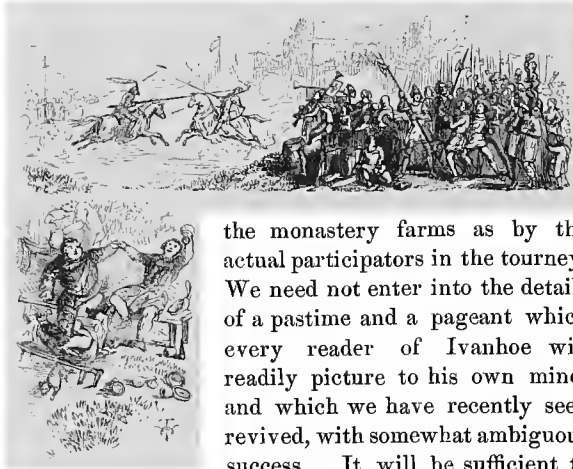 the monastery farms as by th
actual participators in the tourney
We need not enter into the detail
of a pastime and a pageant whic
every reader of Ivanhoe wi
readily picture to his own mind
and which we have recently see
revived, with somewhat ambiguou
success. It will be sufficient t